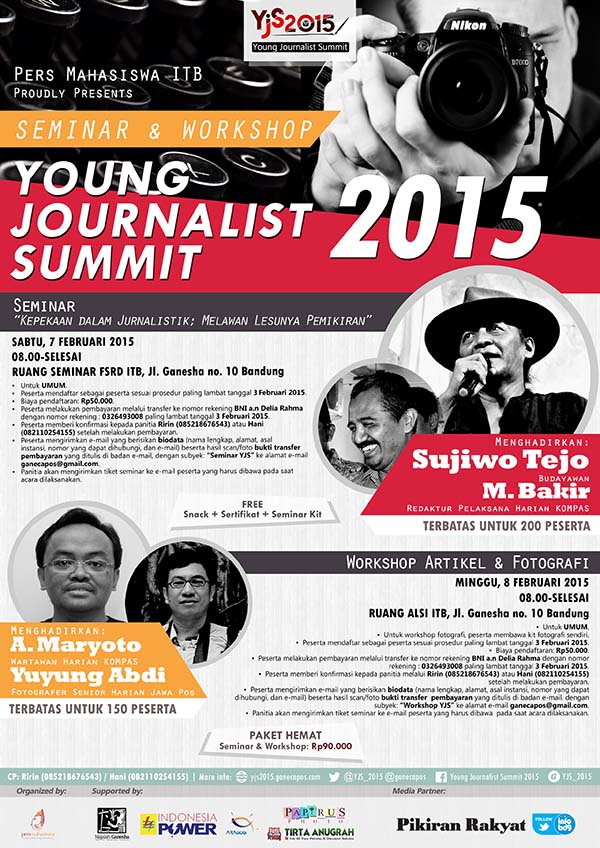 YjS2015
Young Journalist Summit
Nikon
D7000
PERS MAHASISWA ITB
PROUDLY PRESENTS
SEMINAR & WORKSHOP
YOUNG
JOURNALIST
SUMMIT
2015
SEMINAR
"KEPEKAAN DALAM JURNALISTIK; MELAWAN LESUNYA PEMIKIRAN"
SABTU, 7 FEBRUARI 2015
08.00-SELESAI
RUANG SEMINAR FSRD ITB, Jl. Ganesha no. 10 Bandung
• Untuk UMUM.
• Peserta mendaftar sebagai peserta sesuai prosedur paling lambat tanggal 3 Februari 2015.
• Biaya pendaftaran: Rp50.000.
• Peserta melakukan pembayaran melalui transfer ke nomor rekening BNI a.n Delia Rahma
dengan nomor rekening : 0326493008 paling lambat tanggal 3 Februari 2015.
• Peserta memberi konfirmasi kepada panitia Ririn (085218676543) atau Hani
(082110254155) setelah melakukan pembayaran.
• Peserta mengirimkan e-mail yang berisikan biodata (nama lengkap, alamat, asal
instansi, nomor yang dapat dihubungi, dan e-mail) beserta hasil scan/foto bukti transfer
pembayaran yang ditulis di badan e-mail, dengan subyek: "Seminar YJS" ke alamat e-mail
ganecapos@gmail.com.
• Panitia akan mengirimkan tiket seminar ke e-mail peserta yang harus dibawa pada saat
acara dilaksanakan.
FREE
Snack + Sertifikat + Seminar Kit
MENGHADIRKAN:
Sujiwo Tejo
BUDAYAWAN
M. Bakir
REDAKTUR PELAKSANA HARIAN KOMPAS
TERBATAS UNTUK 200 PESERTA
WORKSHOP ARTIKEL & FOTOGRAFI
MINGGU, 8 FEBRUARI 2015
08.00-SELESAI
RUANG ALSI ITB, Jl. Ganesha no. 10 Bandung
• Untuk UMUM.
• Untuk workshop fotografi, peserta membawa kit fotografi sendiri.
• Peserta mendaftar sebagai peserta sesuai prosedur paling lambat tanggal 3 Februari 2015.
• Biaya pendaftaran: Rp50.000.
• Peserta melakukan pembayaran melalui transfer ke nomor rekening BNI a.n Delia Rahma dengan nomor
rekening : 0326493008 paling lambat tanggal 3 Februari 2015.
• Peserta memberi konfirmasi kepada panitia melalui Ririn (085218676543) atau Hani (082110254155)
setelah melakukan pembayaran.
• Peserta mengirimkan e-mail yang berisikan biodata (nama lengkap, alamat, asal instansi, nomor yang dapat
dihubungi, dan e-mail) beserta hasil scan/foto bukti transfer pembayaran yang ditulis di badan e-mail, dengan
subyek: "Workshop YJS" ke alamat e-mail ganecapos@gmail.com.
• Panitia akan mengirimkan tiket seminar ke e-mail peserta yang harus dibawa pada saat acara dilaksanakan.
MENGHADIRKAN:
A. Maryoto
WARTAWAN HARIAN KOMPAS
Yuyung Abdi
FOTOGRAFER SENIOR HARIAN JAWA POS
TERBATAS UNTUK 150 PESERTA
PAKET HEMAT
Seminar & Workshop: Rp90.000
CP: Ririn (085218676543) / Hani (082110254155) | More info: yjs2015.ganecapos.com @YJS_2015 @ganecapos Young Journalist Summit 2015 YJS_2015
Organized by: Supported by: Media Partner:
persmahasiswa
Majalah Ganesha
INDONESIA
POWER
PAPYRUS
PHOTO
TIRTA ANUGRAH
Pikiran Rakyat
FOLLOW
info
bdg